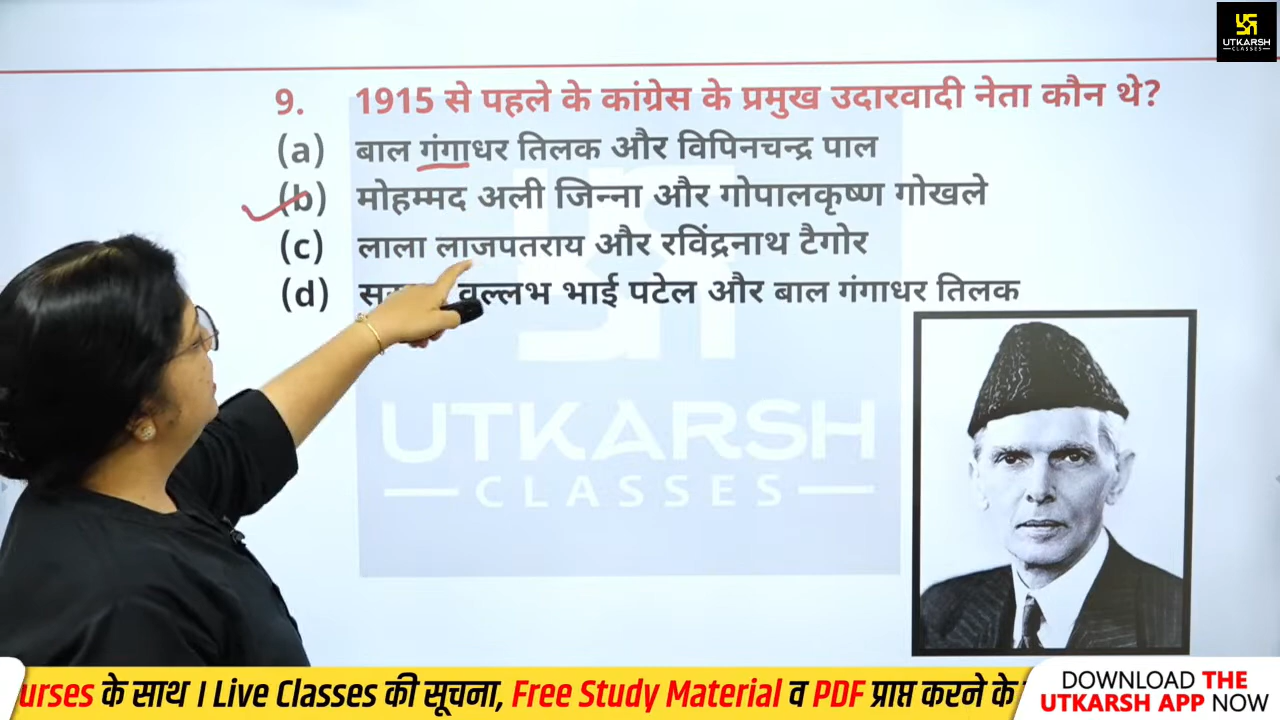 UTKARSH
CLASSES
9. 1915 से पहले के कांग्रेस के प्रमुख उदारवादी नेता कौन थे?
(a) बाल गंगाधर तिलक और विपिनचन्द्र पाल
(b) मोहम्मद अली जिन्ना और गोपालकृष्ण गोखले
(c) लाला लाजपतराय और रविंद्रनाथ टैगोर
(d) वल्लभ भाई पटेल और बाल गंगाधर तिलक
UTKARSH
CLASSES
के साथ । Live Classes की सूचना, Free Study Material व PDF प्राप्त करने के
DOWNLOAD THE
UTKARSH APP NOW